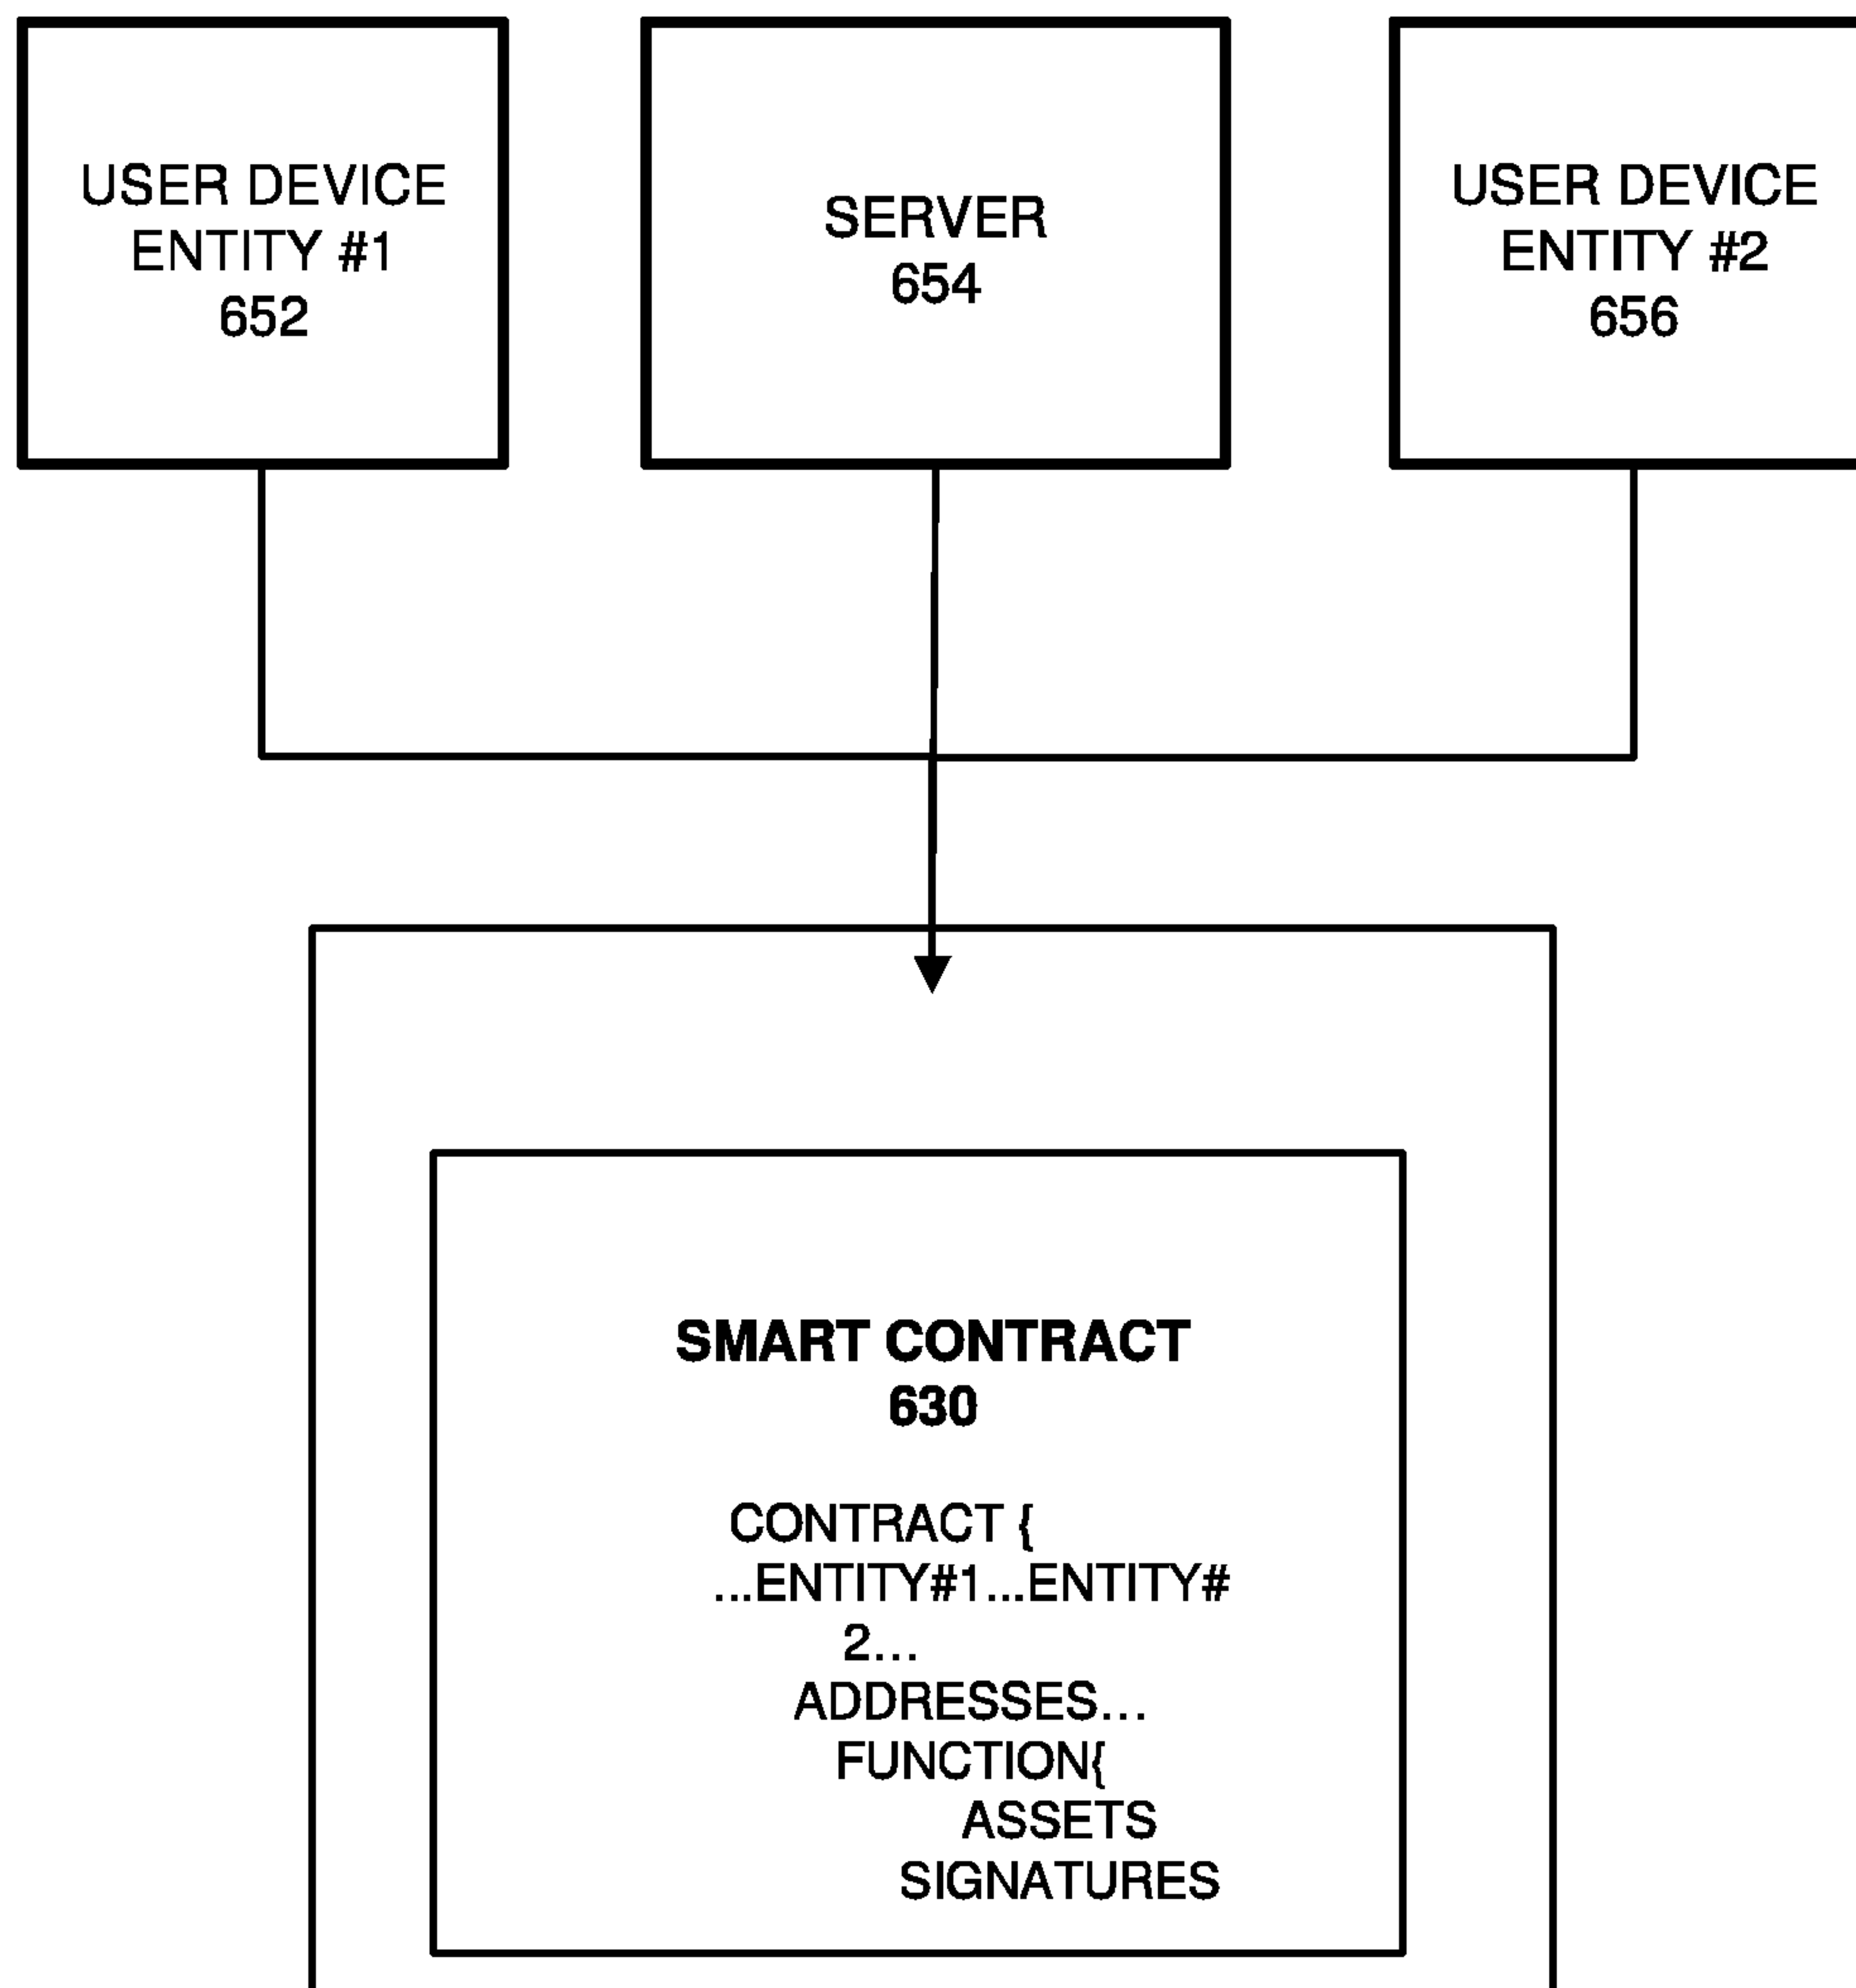 USER DEVICE
ENTITY #1
652
SERVER
654
USER DEVICE
ENTITY #2
656
SMART CONTRACT
630
CONTRACT {
...ENTITY#1...ENTITY#
2...
ADDRESSES...
FUNCTION{
ASSETS
SIGNATURES